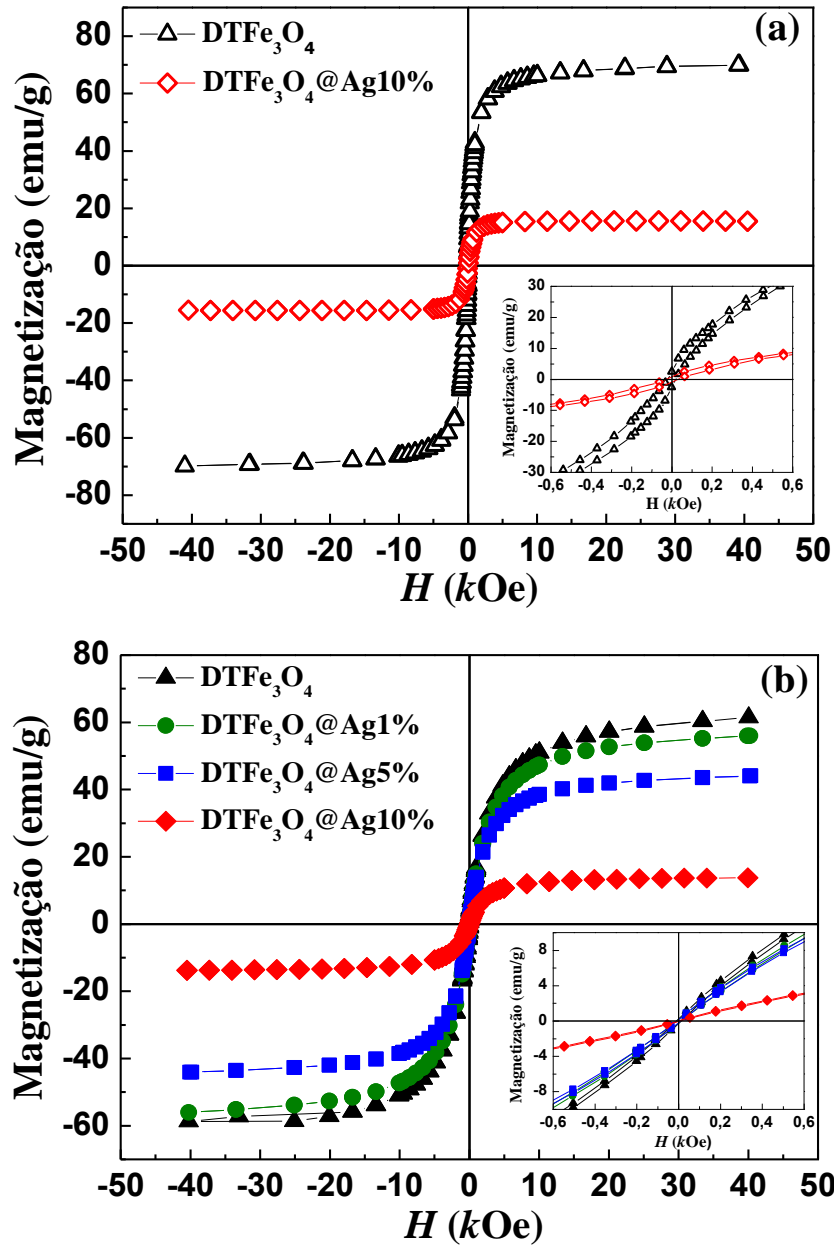 (a)
DTFe₃O₄
DTFe₃O₄@Ag10%
Magnetização (emu/g)
80
60
40
20
0
-20
-40
-60
-80
-50 -40 -30 -20 -10 0 10 20 30 40 50
H (kOe)
Magnetização (emu/g)
30
20
10
0
-10
-20
-30
-0,6 -0,4 -0,2 0,0 0,2 0,4 0,6
H (kOe)
(b)
DTFe₃O₄
DTFe₃O₄@Ag1%
DTFe₃O₄@Ag5%
DTFe₃O₄@Ag10%
Magnetização (emu/g)
80
60
40
20
0
-20
-40
-60
-50 -40 -30 -20 -10 0 10 20 30 40 50
H (kOe)
Magnetização (emu/g)
8
4
0
-4
-8
-0,6 -0,4 -0,2 0,0 0,2 0,4 0,6
H (kOe)